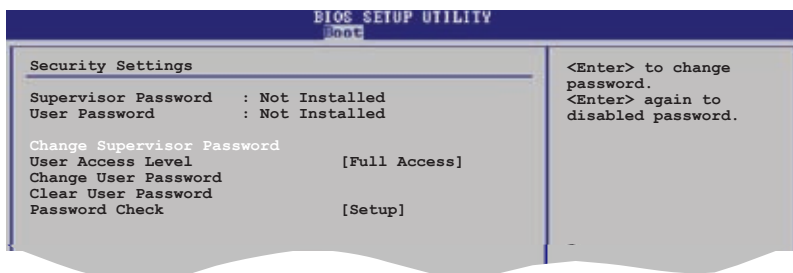 BIOS SETUP UTILITY
Boot
Security Settings
Supervisor Password : Not Installed
User Password : Not Installed
Change Supervisor Password
User Access Level [Full Access]
Change User Password
Clear User Password
Password Check [Setup]
<Enter> to change
password.
<Enter> again to
disabled password.